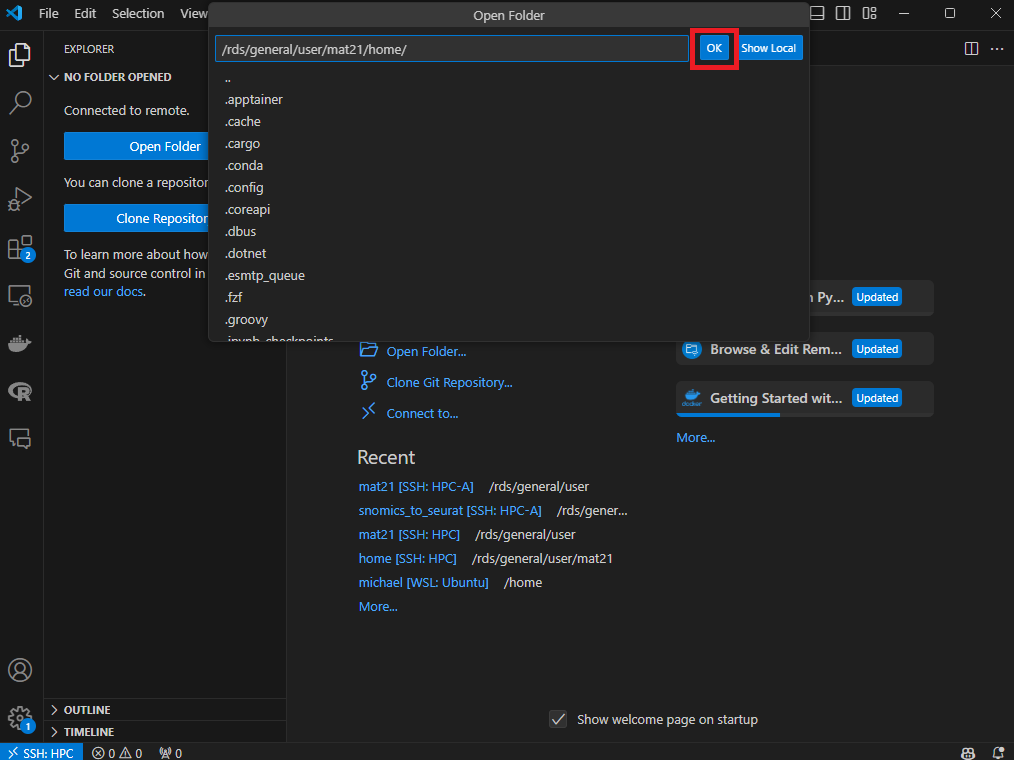 File Edit Selection View
Open Folder
/rds/general/user/mat21/home/
OK
Show Local
EXPLORER
NO FOLDER OPENED
Connected to remote.
Open Folder
You can clone a repositor
Clone Repositor
To learn more about how
Git and source control in
read our docs.
..
.apptainer
.cache
.cargo
.conda
.config
.coreapi
.dbus
.dotnet
.esmtp_queue
.fzf
.groovy
.ipynb_checkpoints
Open Folder...
Clone Git Repository...
Connect to...
Recent
mat21 [SSH: HPC-A] /rds/general/user
snomics_to_seurat [SSH: HPC-A] /rds/gener...
mat21 [SSH: HPC] /rds/general/user
home [SSH: HPC] /rds/general/user/mat21
michael [WSL: Ubuntu] /home
More...
Py... Updated
Browse & Edit Rem... Updated
docker
Getting Started wit... Updated
More...
Show welcome page on startup
2
1
OUTLINE
TIMELINE
SSH: HPC 0 0 0